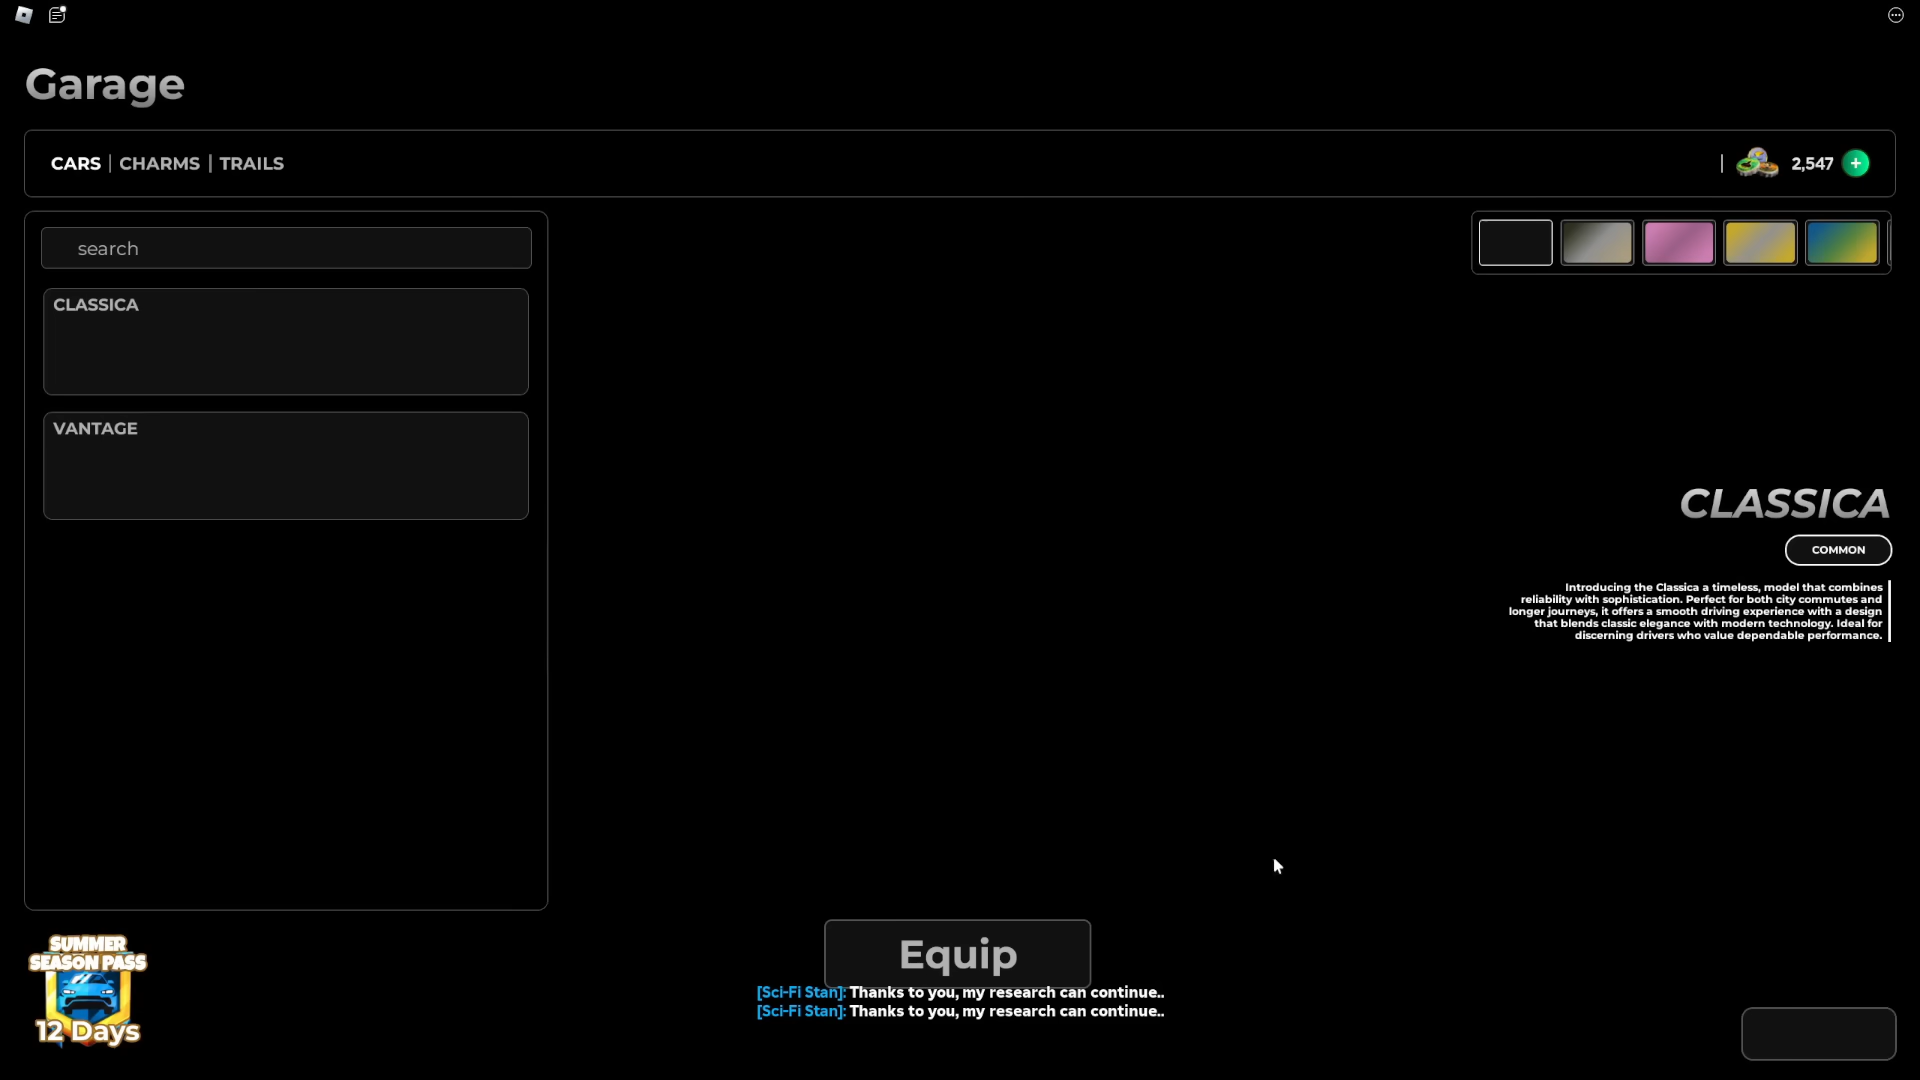 Garage
CARS | CHARMS | TRAILS
| 2,547 +
search
CLASSICA
VANTAGE
CLASSICA
COMMON
Introducing the Classica a timeless, model that combines
reliability with sophistication. Perfect for both city commutes and
longer journeys, it offers a smooth driving experience with a design
that blends classic elegance with modern technology. Ideal for
discerning drivers who value dependable performance.
Equip
[Sci-Fi Stan]: Thanks to you, my research can continue..
[Sci-Fi Stan]: Thanks to you, my research can continue..
SUMMER
SEASON PASS
12 Days